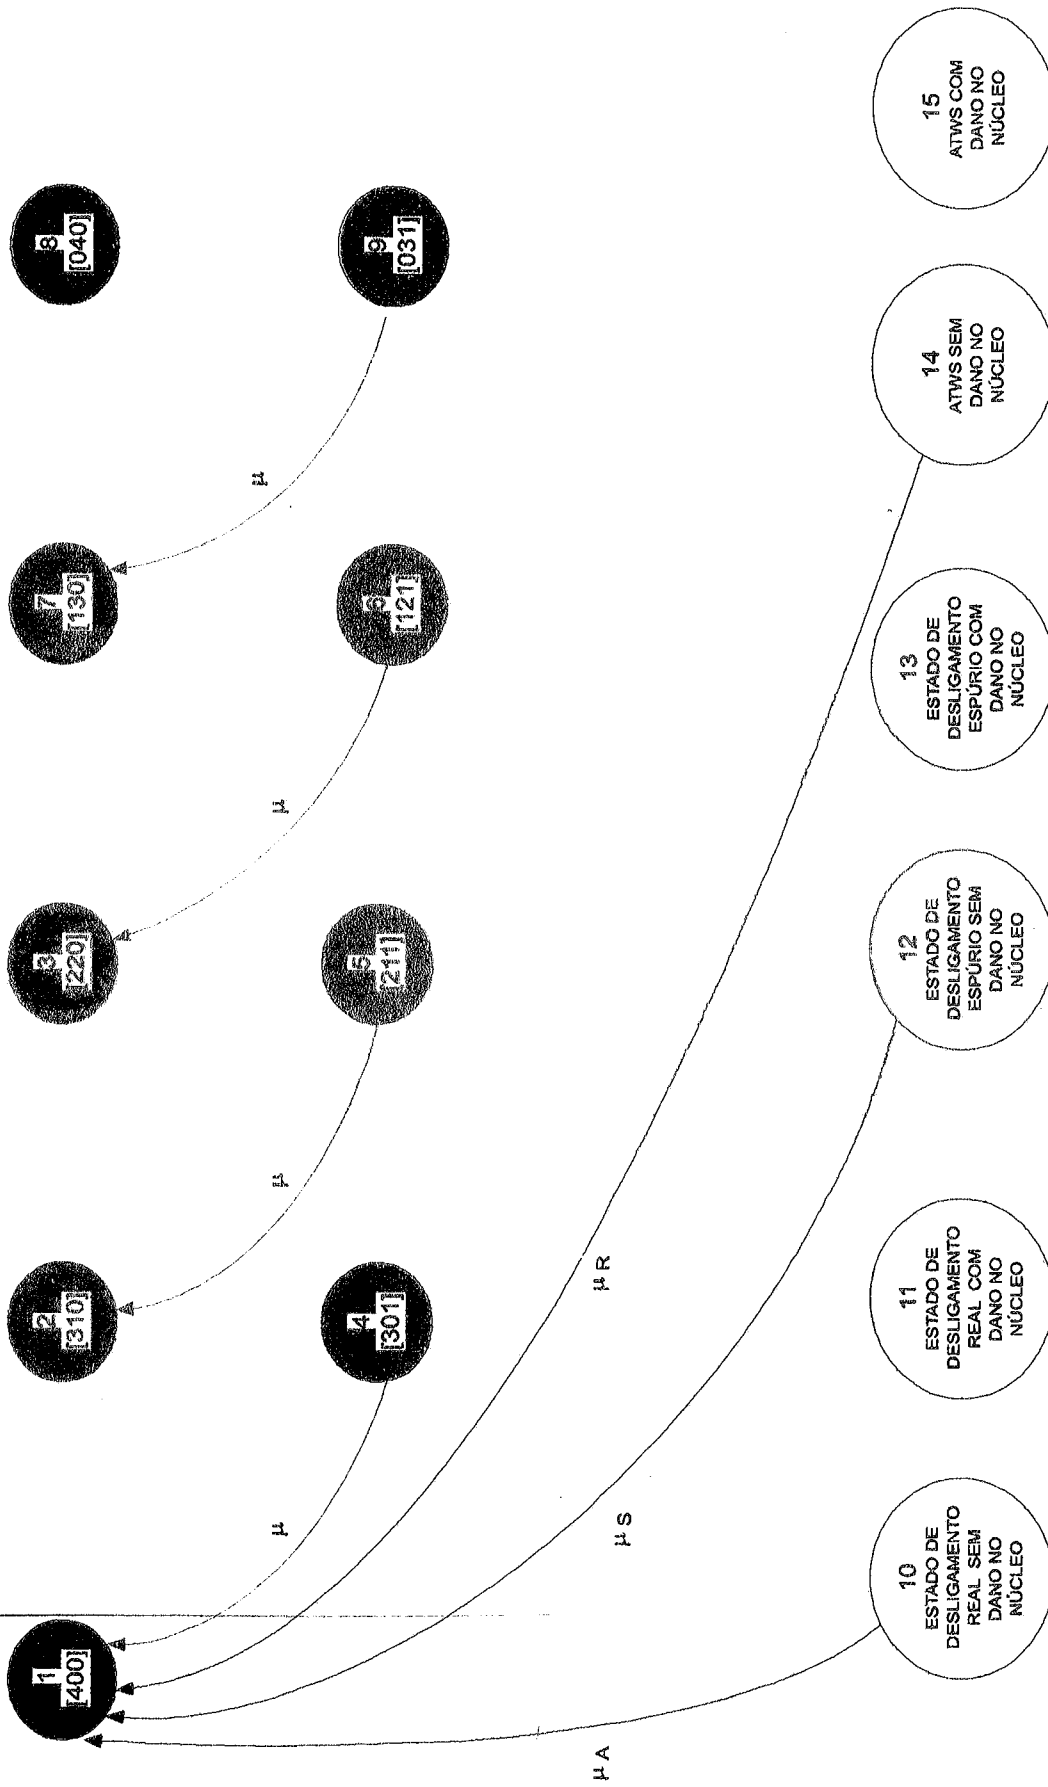 1
[400]
2
[310]
3
[220]
7
[130]
8
[040]
μ
μ
μ
μ
4
[301]
5
[211]
6
[121]
9
[031]
μ A
μ S
μ R
10
ESTADO DE
DESLIGAMENTO
REAL SEM
DANO NO
NÚCLEO
11
ESTADO DE
DESLIGAMENTO
REAL COM
DANO NO
NÚCLEO
12
ESTADO DE
DESLIGAMENTO
ESPÚRIO SEM
DANO NO
NÚCLEO
13
ESTADO DE
DESLIGAMENTO
ESPÚRIO COM
DANO NO
NÚCLEO
14
ATWS SEM
DANO NO
NÚCLEO
15
ATWS COM
DANO NO
NÚCLEO